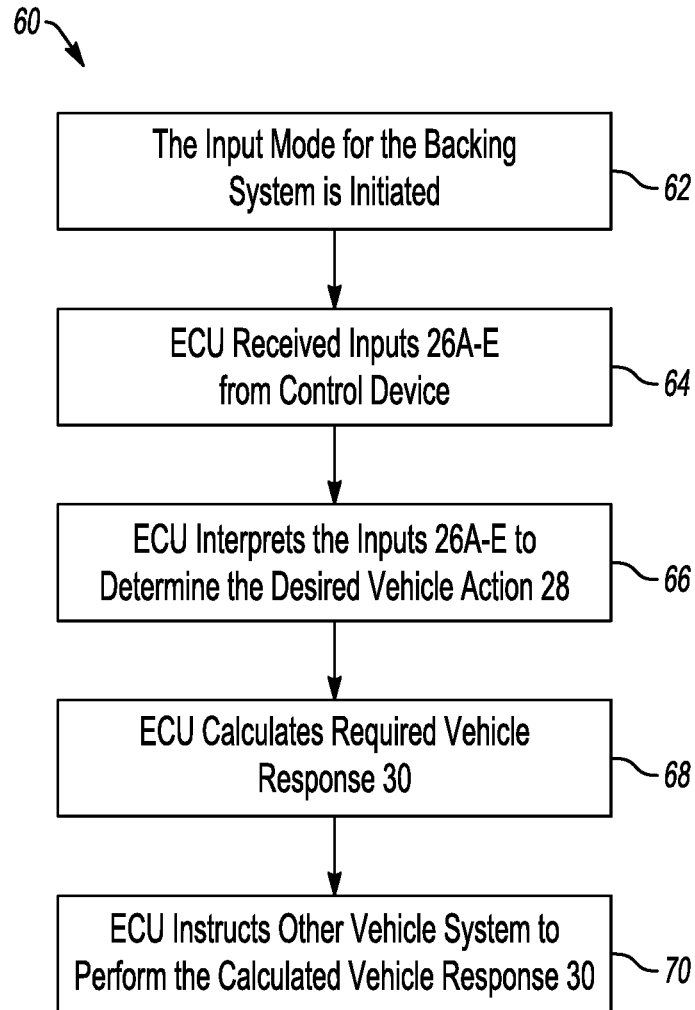 60
The Input Mode for the Backing
System is Initiated
62
ECU Received Inputs 26A-E
from Control Device
64
ECU Interprets the Inputs 26A-E to
Determine the Desired Vehicle Action 28
66
ECU Calculates Required Vehicle
Response 30
68
ECU Instructs Other Vehicle System to
Perform the Calculated Vehicle Response 30
70